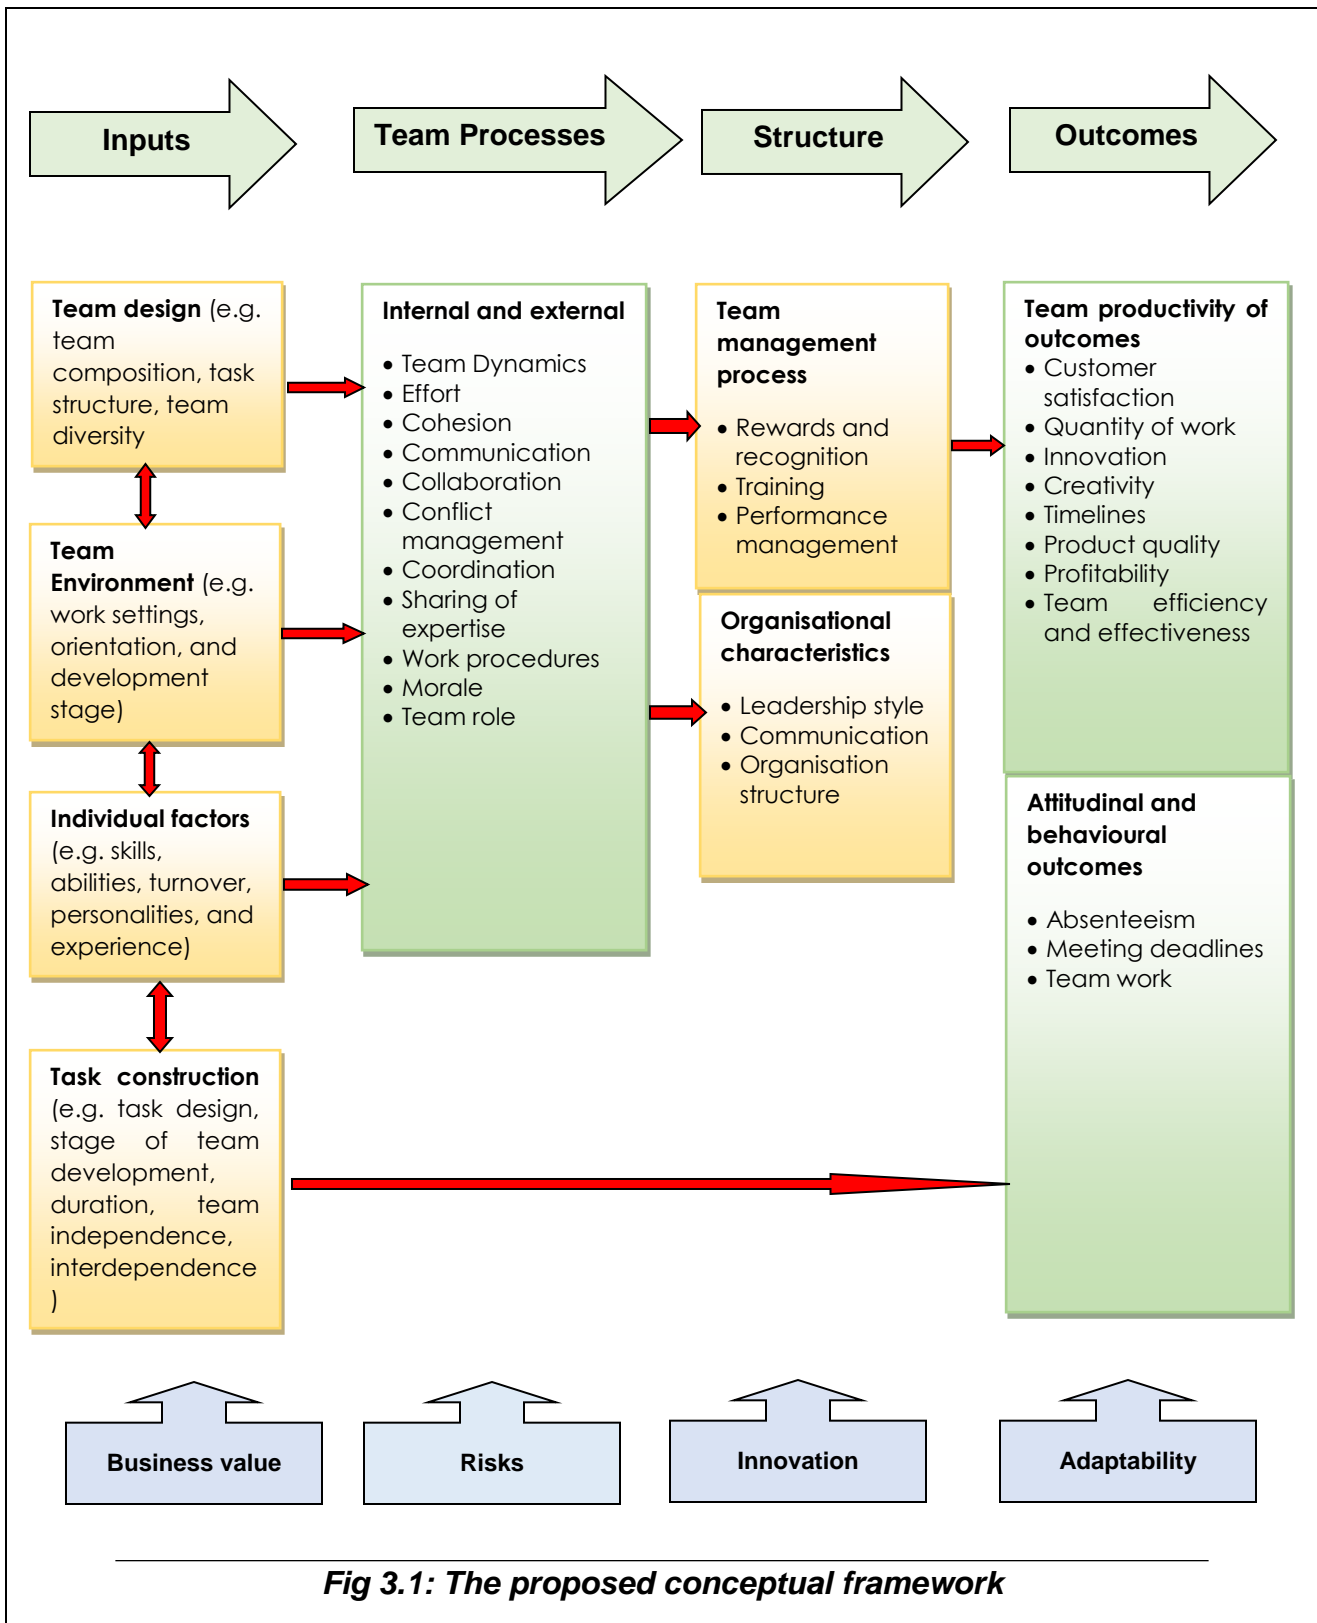 Inputs
Team Processes
Structure
Outcomes
Team design (e.g.
team
composition, task
structure, team
diversity
Team
Environment (e.g.
work settings,
orientation, and
development
stage)
Individual factors
(e.g. skills,
abilities, turnover,
personalities, and
experience)
Task construction
(e.g. task design,
stage of team
development,
duration, team
independence,
interdependence
)
Internal and external
• Team Dynamics
• Effort
• Cohesion
• Communication
• Collaboration
• Conflict
management
• Coordination
• Sharing of
expertise
• Work procedures
• Morale
• Team role
Team
management
process
• Rewards and
recognition
• Training
• Performance
management
Organisational
characteristics
• Leadership style
• Communication
• Organisation
structure
Team productivity of
outcomes
• Customer
satisfaction
• Quantity of work
• Innovation
• Creativity
• Timelines
• Product quality
• Profitability
• Team efficiency
and effectiveness
Attitudinal and
behavioural
outcomes
• Absenteeism
• Meeting deadlines
• Team work
Business value
Risks
Innovation
Adaptability
Fig 3.1: The proposed conceptual framework